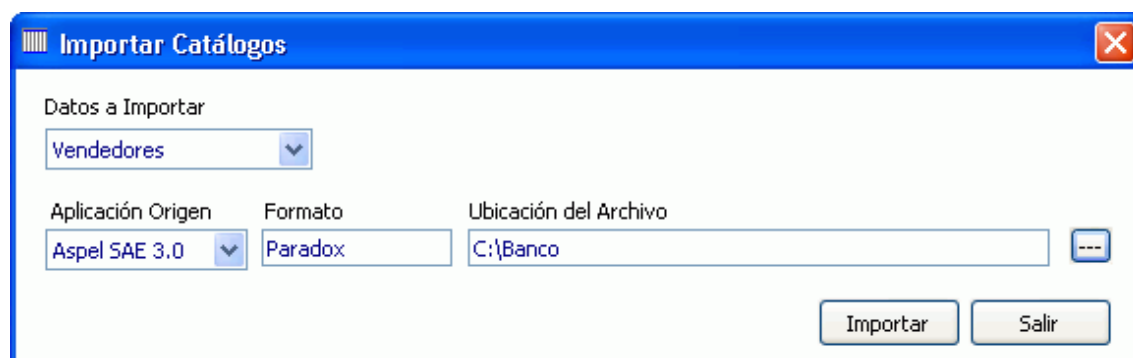 Importar Catálogos
Datos a Importar
Vendedores
Aplicación Origen Formato Ubicación del Archivo
Aspel SAE 3.0 Paradox C:\Banco ---
Importar Salir